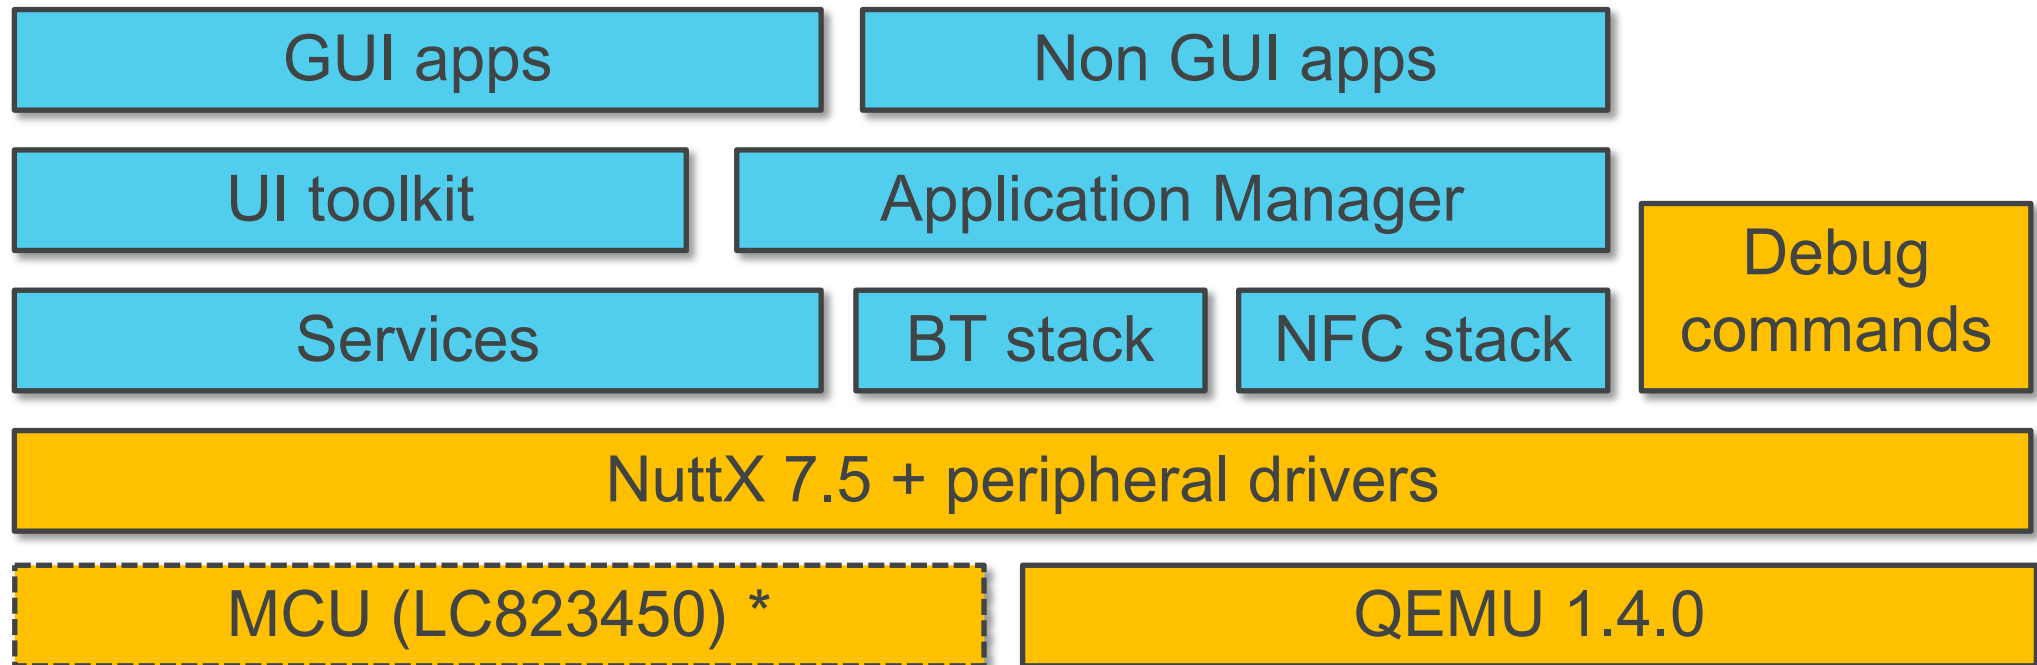 GUI apps
Non GUI apps
UI toolkit
Application Manager
Debug
commands
Services
BT stack
NFC stack
NuttX 7.5 + peripheral drivers
MCU (LC823450) *
QEMU 1.4.0